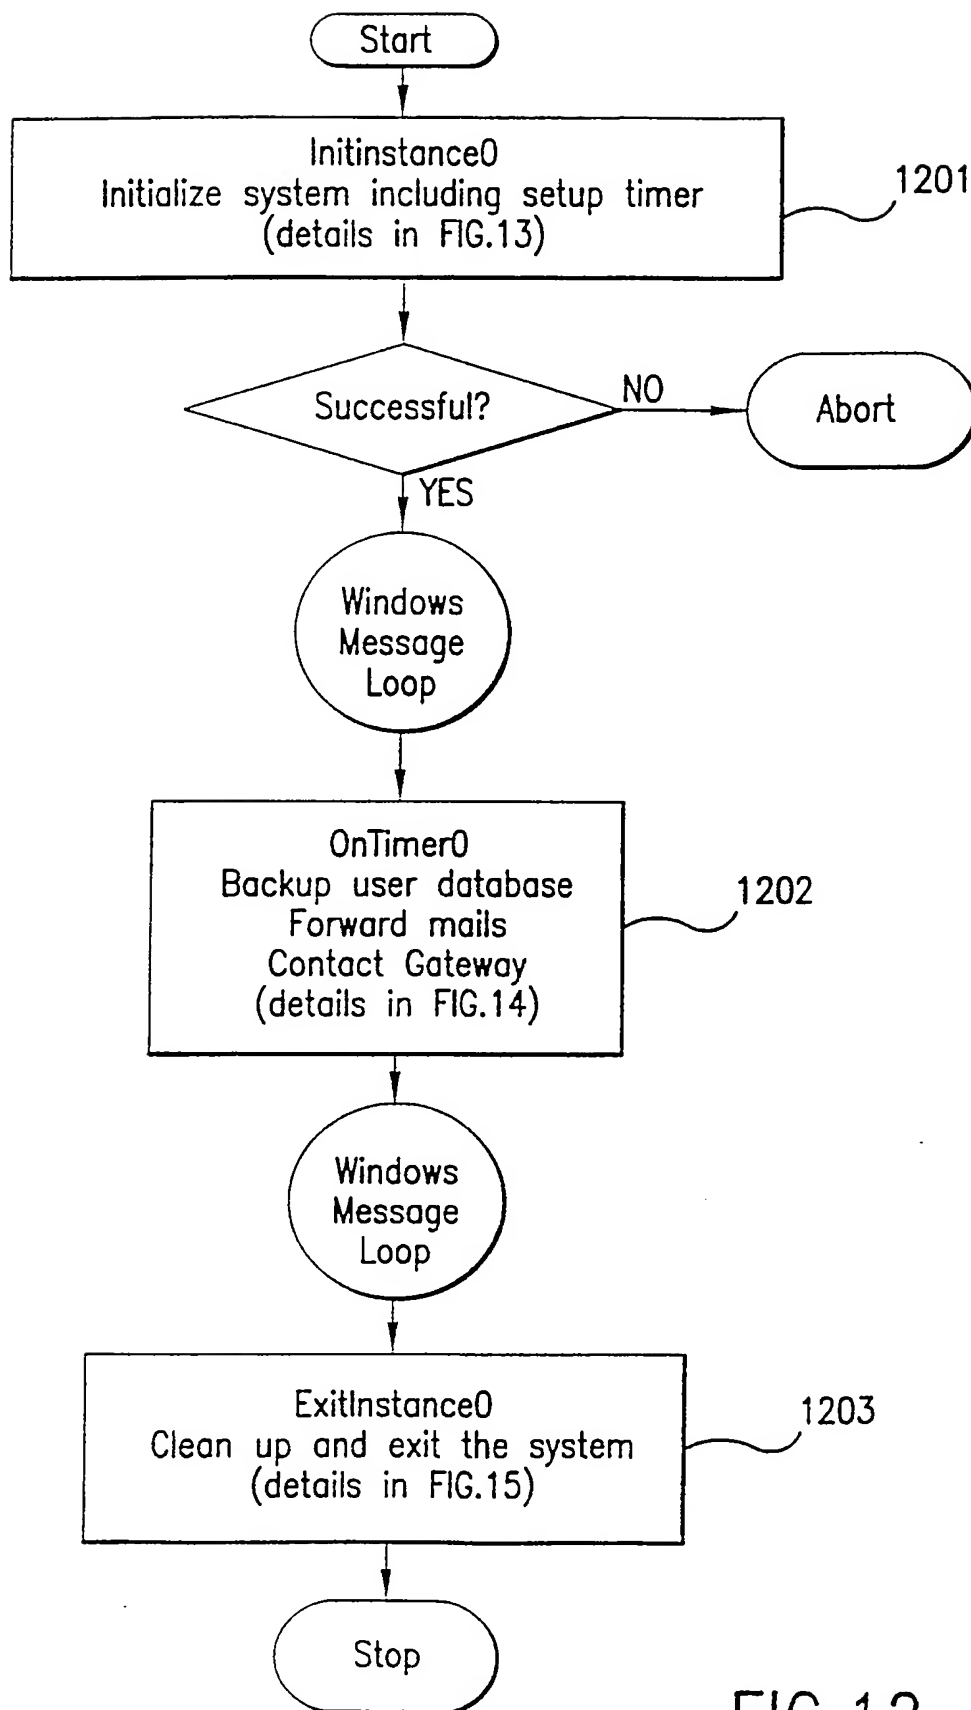 Start
Initinstance0
Initialize system including setup timer
(details in FIG.13)
1201
Successful?
NO
Abort
YES
Windows
Message
Loop
OnTimer0
Backup user database
Forward mails
Contact Gateway
(details in FIG.14)
1202
Windows
Message
Loop
ExitInstance0
Clean up and exit the system
(details in FIG.15)
1203
Stop